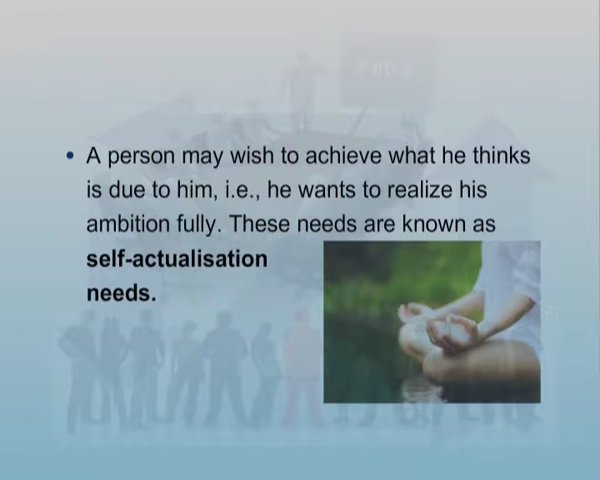 • A person may wish to achieve what he thinks
is due to him, i.e., he wants to realize his
ambition fully. These needs are known as
self-actualisation
needs.